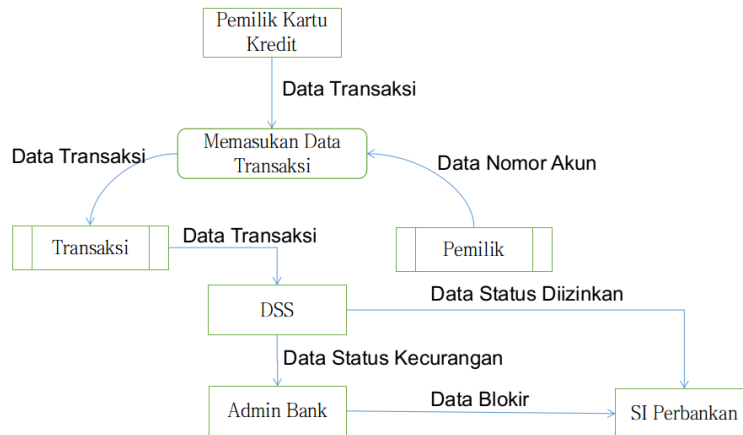 Pemilik Kartu
Kredit
Data Transaksi
Memasukan Data
Transaksi
Data Transaksi
Data Nomor Akun
Transaksi
Data Transaksi
Pemilik
DSS
Data Status Diizinkan
Data Status Kecurangan
Admin Bank
Data Blokir
SI Perbankan